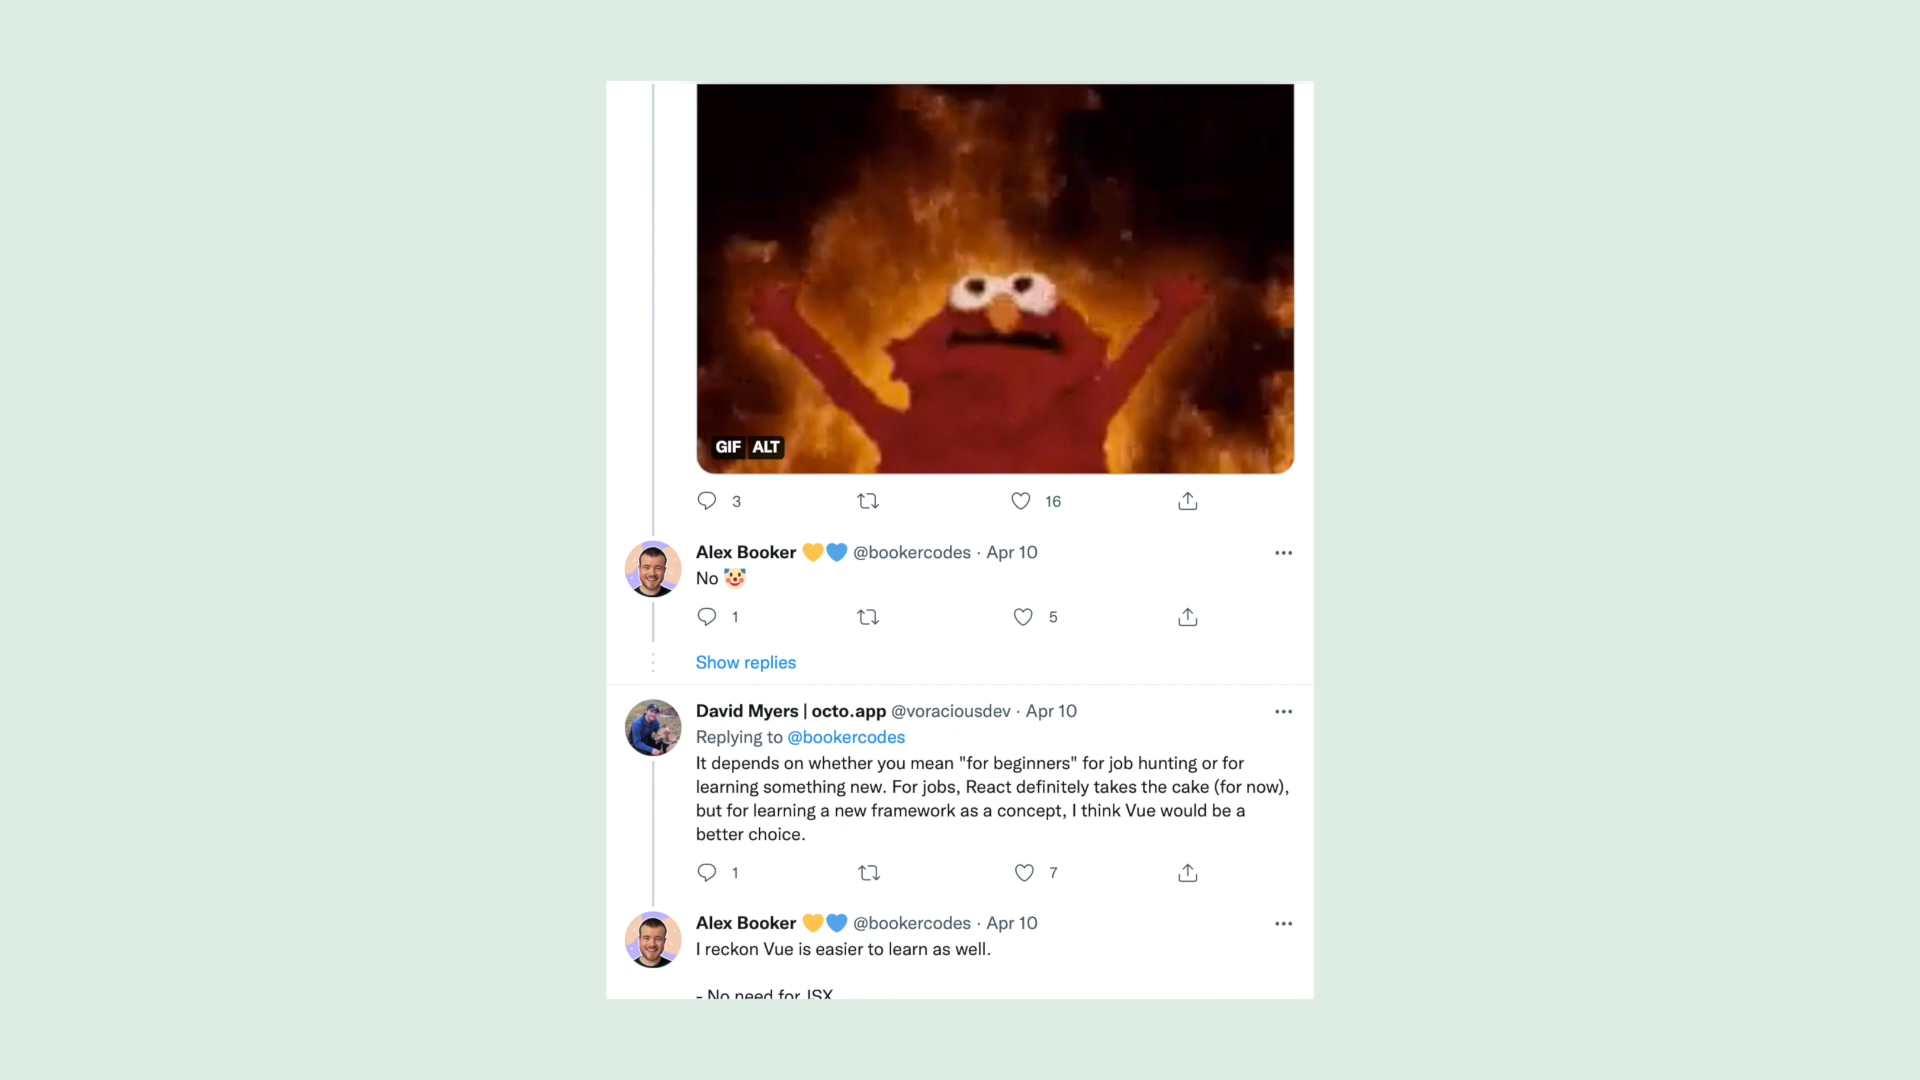 GIF ALT
3 16
Alex Booker 💛💙 @bookercodes · Apr 10
No 🤡
1 5
Show replies
David Myers | octo.app @voraciousdev · Apr 10
Replying to @bookercodes
It depends on whether you mean "for beginners" for job hunting or for
learning something new. For jobs, React definitely takes the cake (for now),
but for learning a new framework as a concept, I think Vue would be a
better choice.
1 7
Alex Booker 💛💙 @bookercodes · Apr 10
I reckon Vue is easier to learn as well.
- No need for JSX